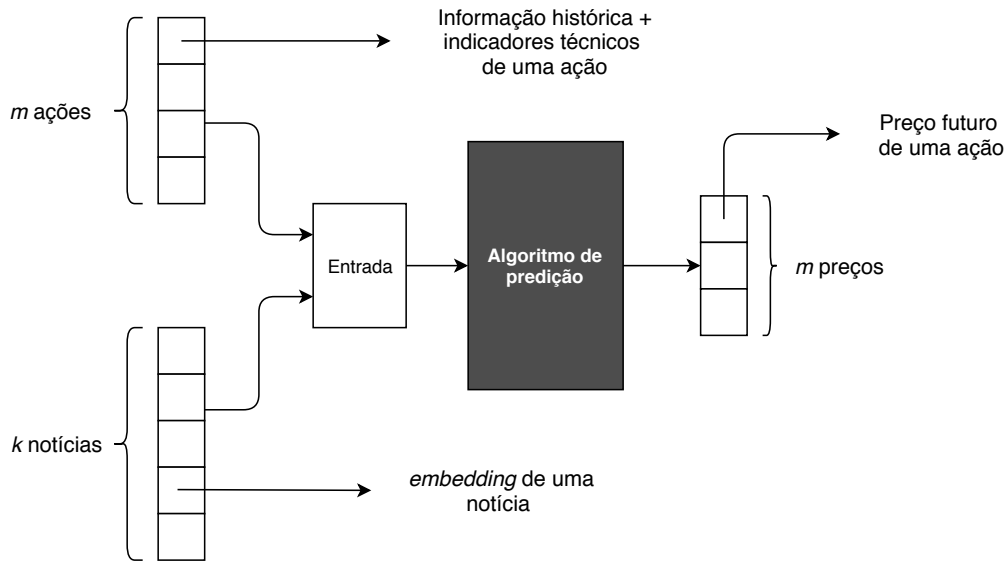 Informação histórica +
indicadores técnicos
de uma ação
m ações
Preço futuro
de uma ação
Entrada
Algoritmo de
predição
m preços
k notícias
embedding de uma
notícia